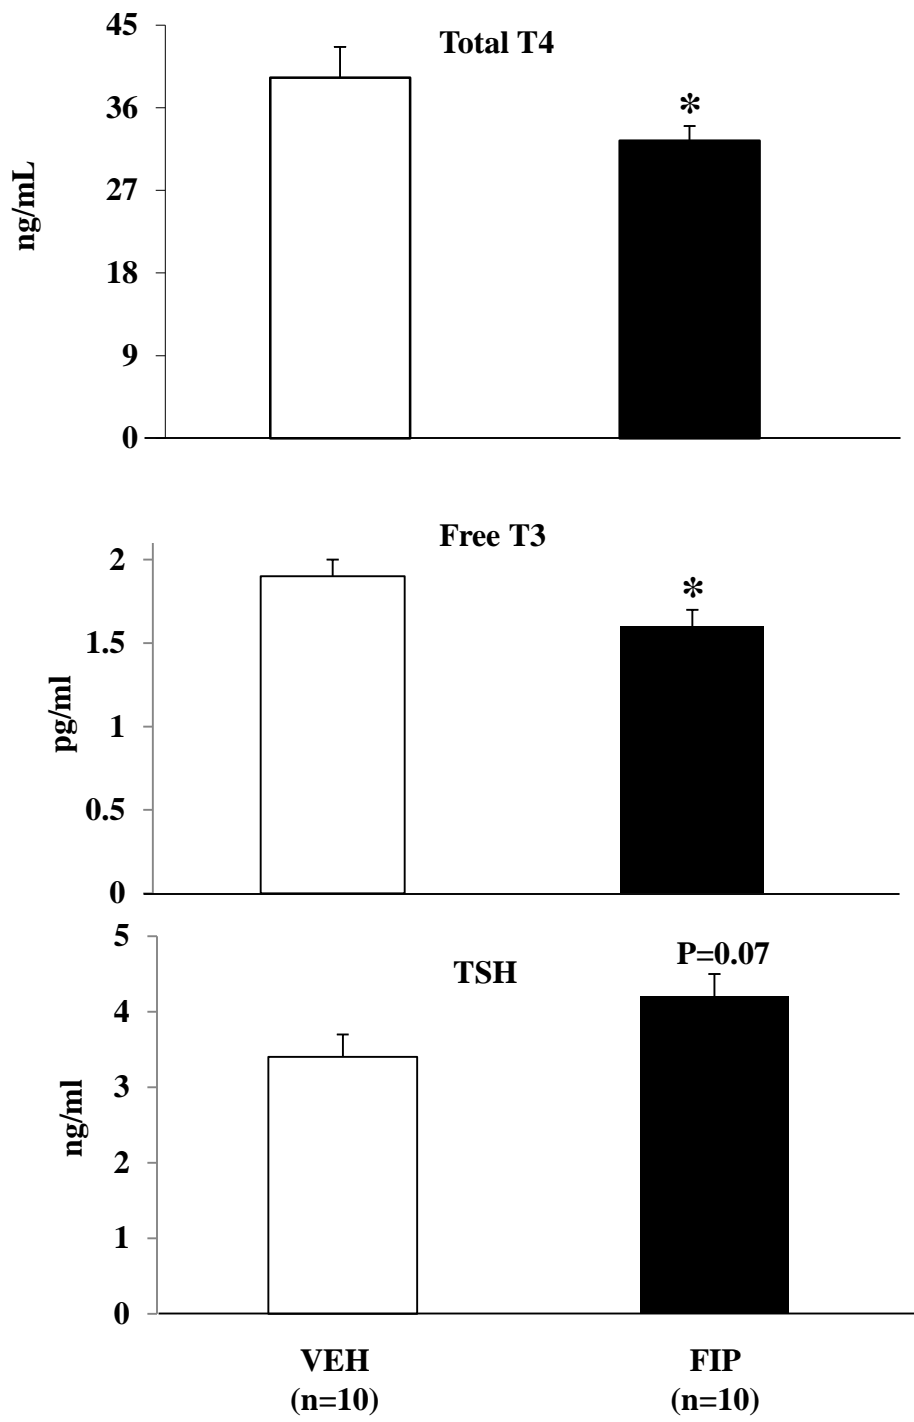 Total T4
ng/mL
45
36
27
18
9
0
*
Free T3
pg/ml
2
1.5
1
0.5
0
*
TSH
ng/ml
5
4
3
2
1
0
P=0.07
VEH FIP
(n=10) (n=10)